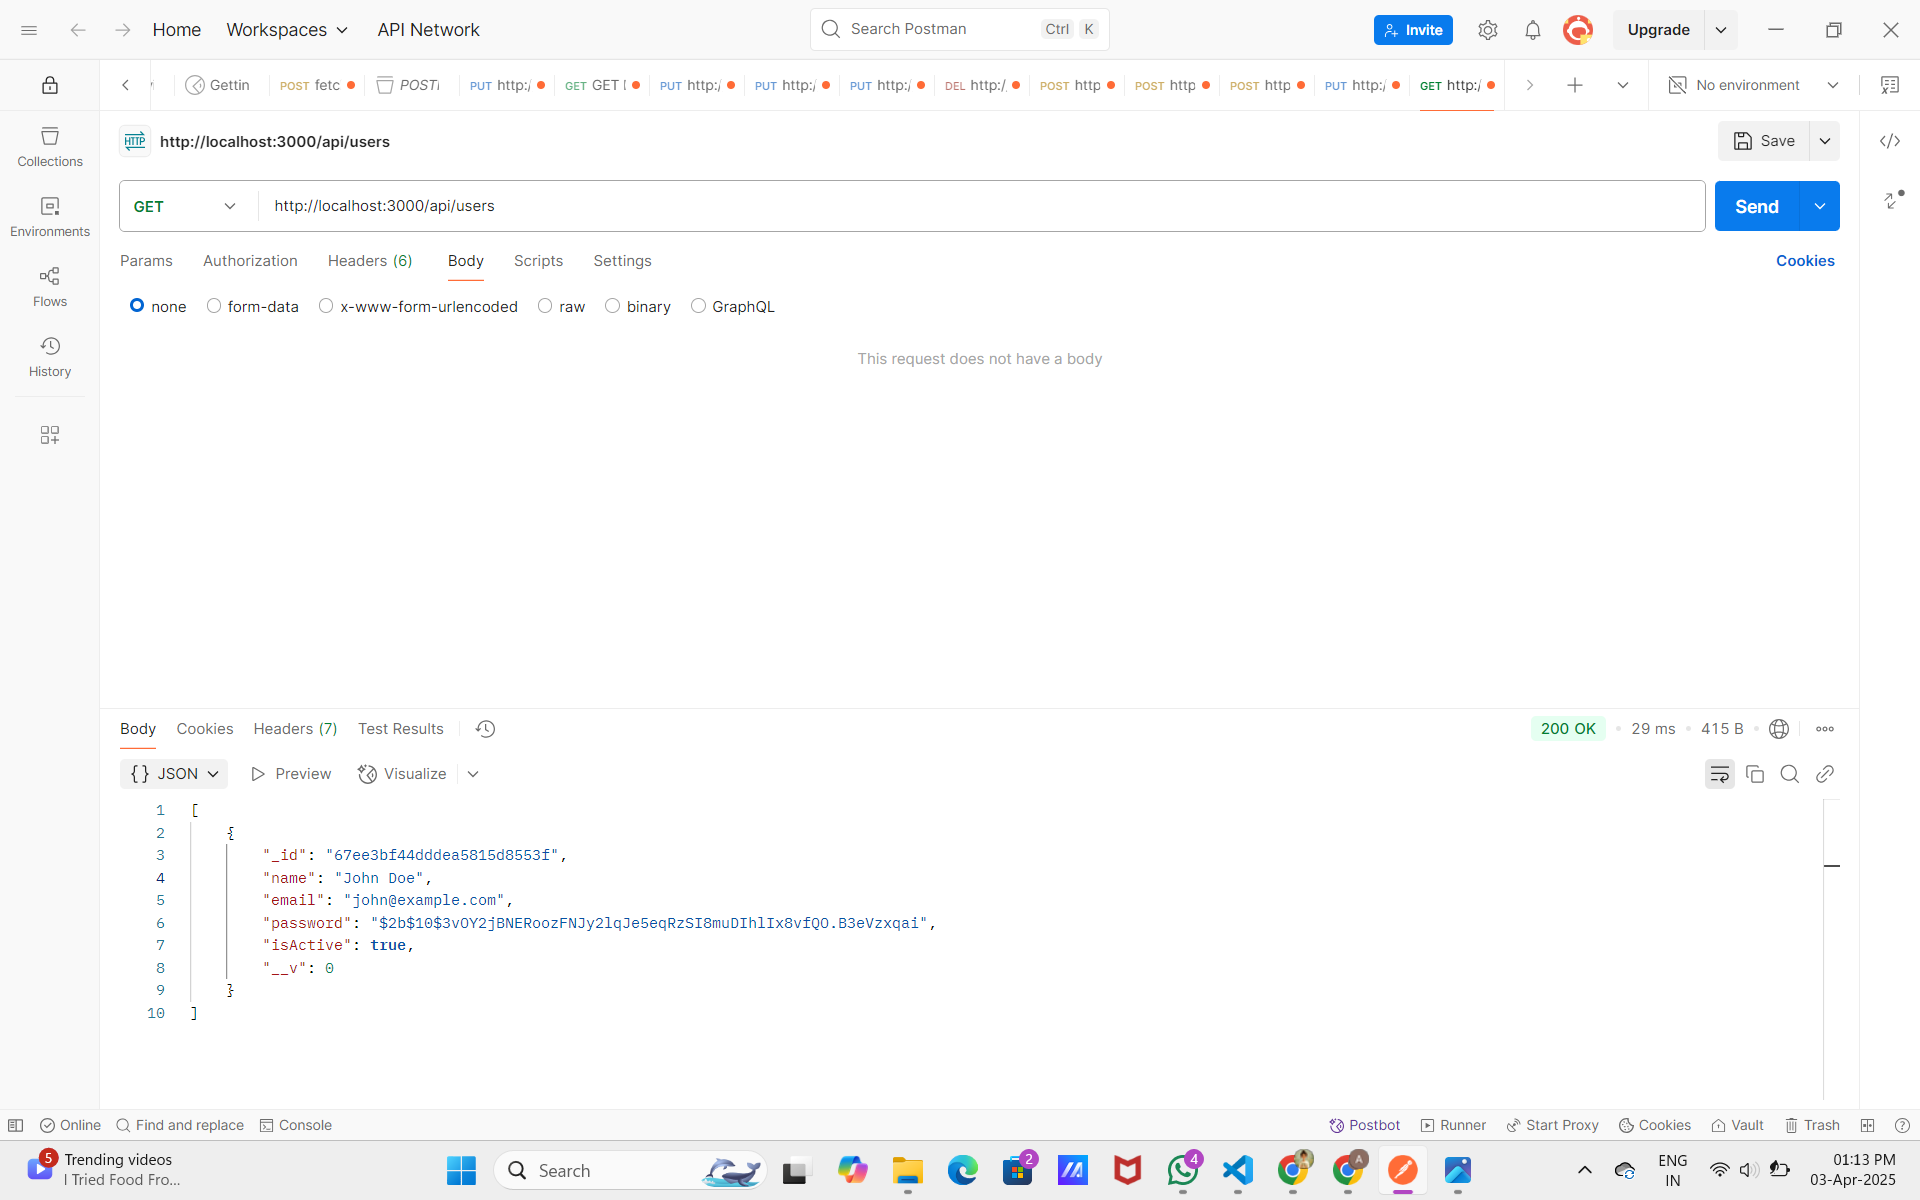 Home Workspaces API Network Search Postman Ctrl K Invite Upgrade
Gettin POST fetc POST PUT http:/ GET GET PUT http:/ PUT http:/ PUT http:/ DEL http:/ POST http POST http POST http PUT http:/ GET http:/ No environment
HTTP http://localhost:3000/api/users Save
GET http://localhost:3000/api/users Send
Params Authorization Headers (6) Body Scripts Settings Cookies
none form-data x-www-form-urlencoded raw binary GraphQL
This request does not have a body
Collections
Environments
Flows
History
Body Cookies Headers (7) Test Results 200 OK 29 ms 415 B
{} JSON Preview Visualize
1 [
2 {
3 "_id": "67ee3bf44dddea5815d8553f",
4 "name": "John Doe",
5 "email": "john@example.com",
6 "password": "$2b$10$3vOY2jBNERoozFNJy2lqJe5eqRzSI8muDIhlIx8vfQO.B3eVzxqai",
7 "isActive": true,
8 "__v": 0
9 }
10 ]
Online Find and replace Console Postbot Runner Start Proxy Cookies Vault Trash
5 Trending videos
I Tried Food Fro...
Search 2 4 A
ENG
IN
01:13 PM
03-Apr-2025